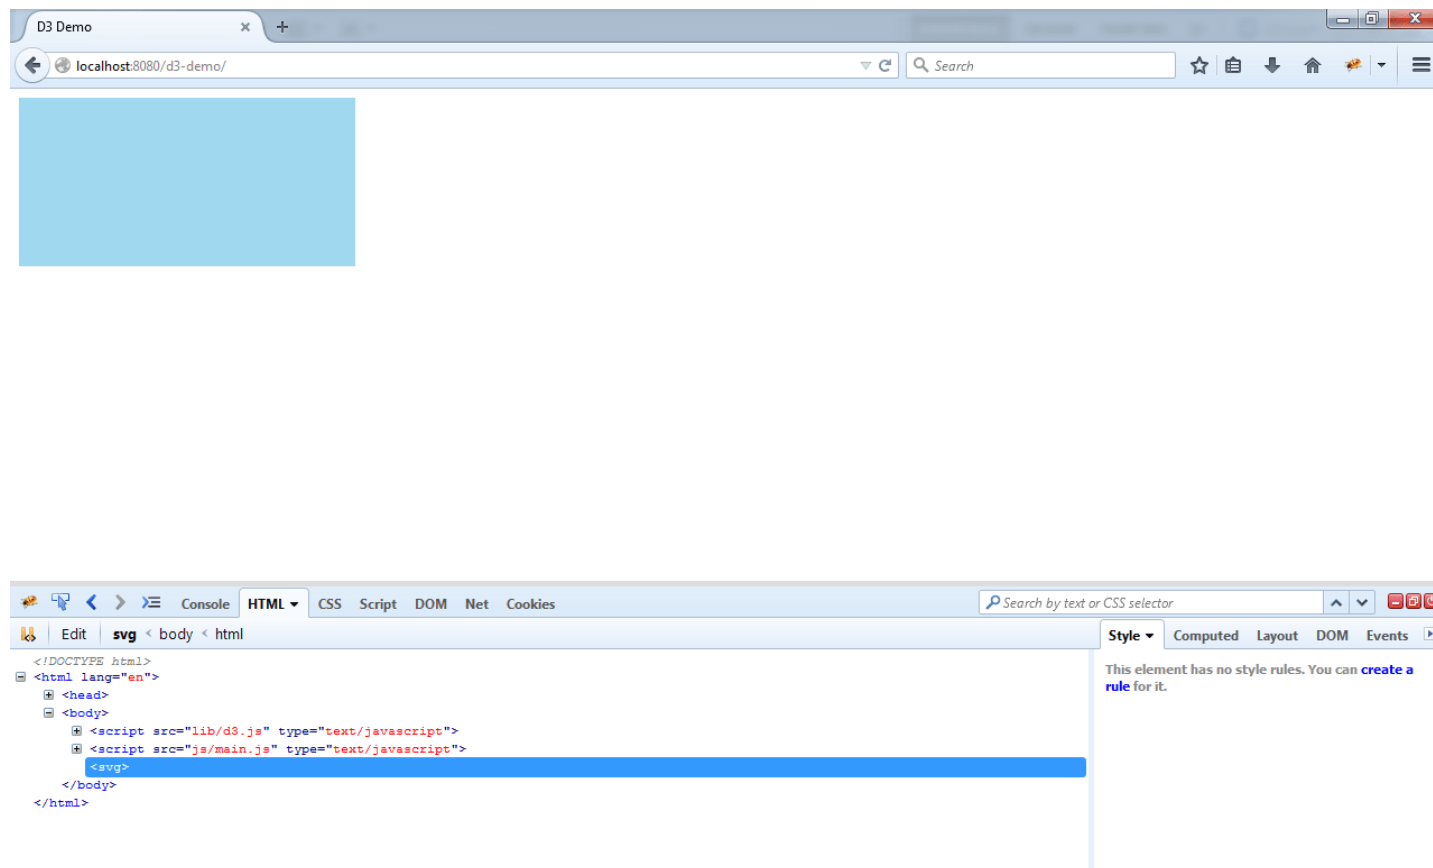 D3 Demo
localhost:8080/d3-demo/
Search
Console HTML CSS Script DOM Net Cookies
Search by text or CSS selector
Edit svg < body < html
Style Computed Layout DOM Events
<!DOCTYPE html>
<html lang="en">
<head>
<body>
<script src="lib/d3.js" type="text/javascript">
<script src="js/main.js" type="text/javascript">
<svg>
</body>
</html>
This element has no style rules. You can create a
rule for it.